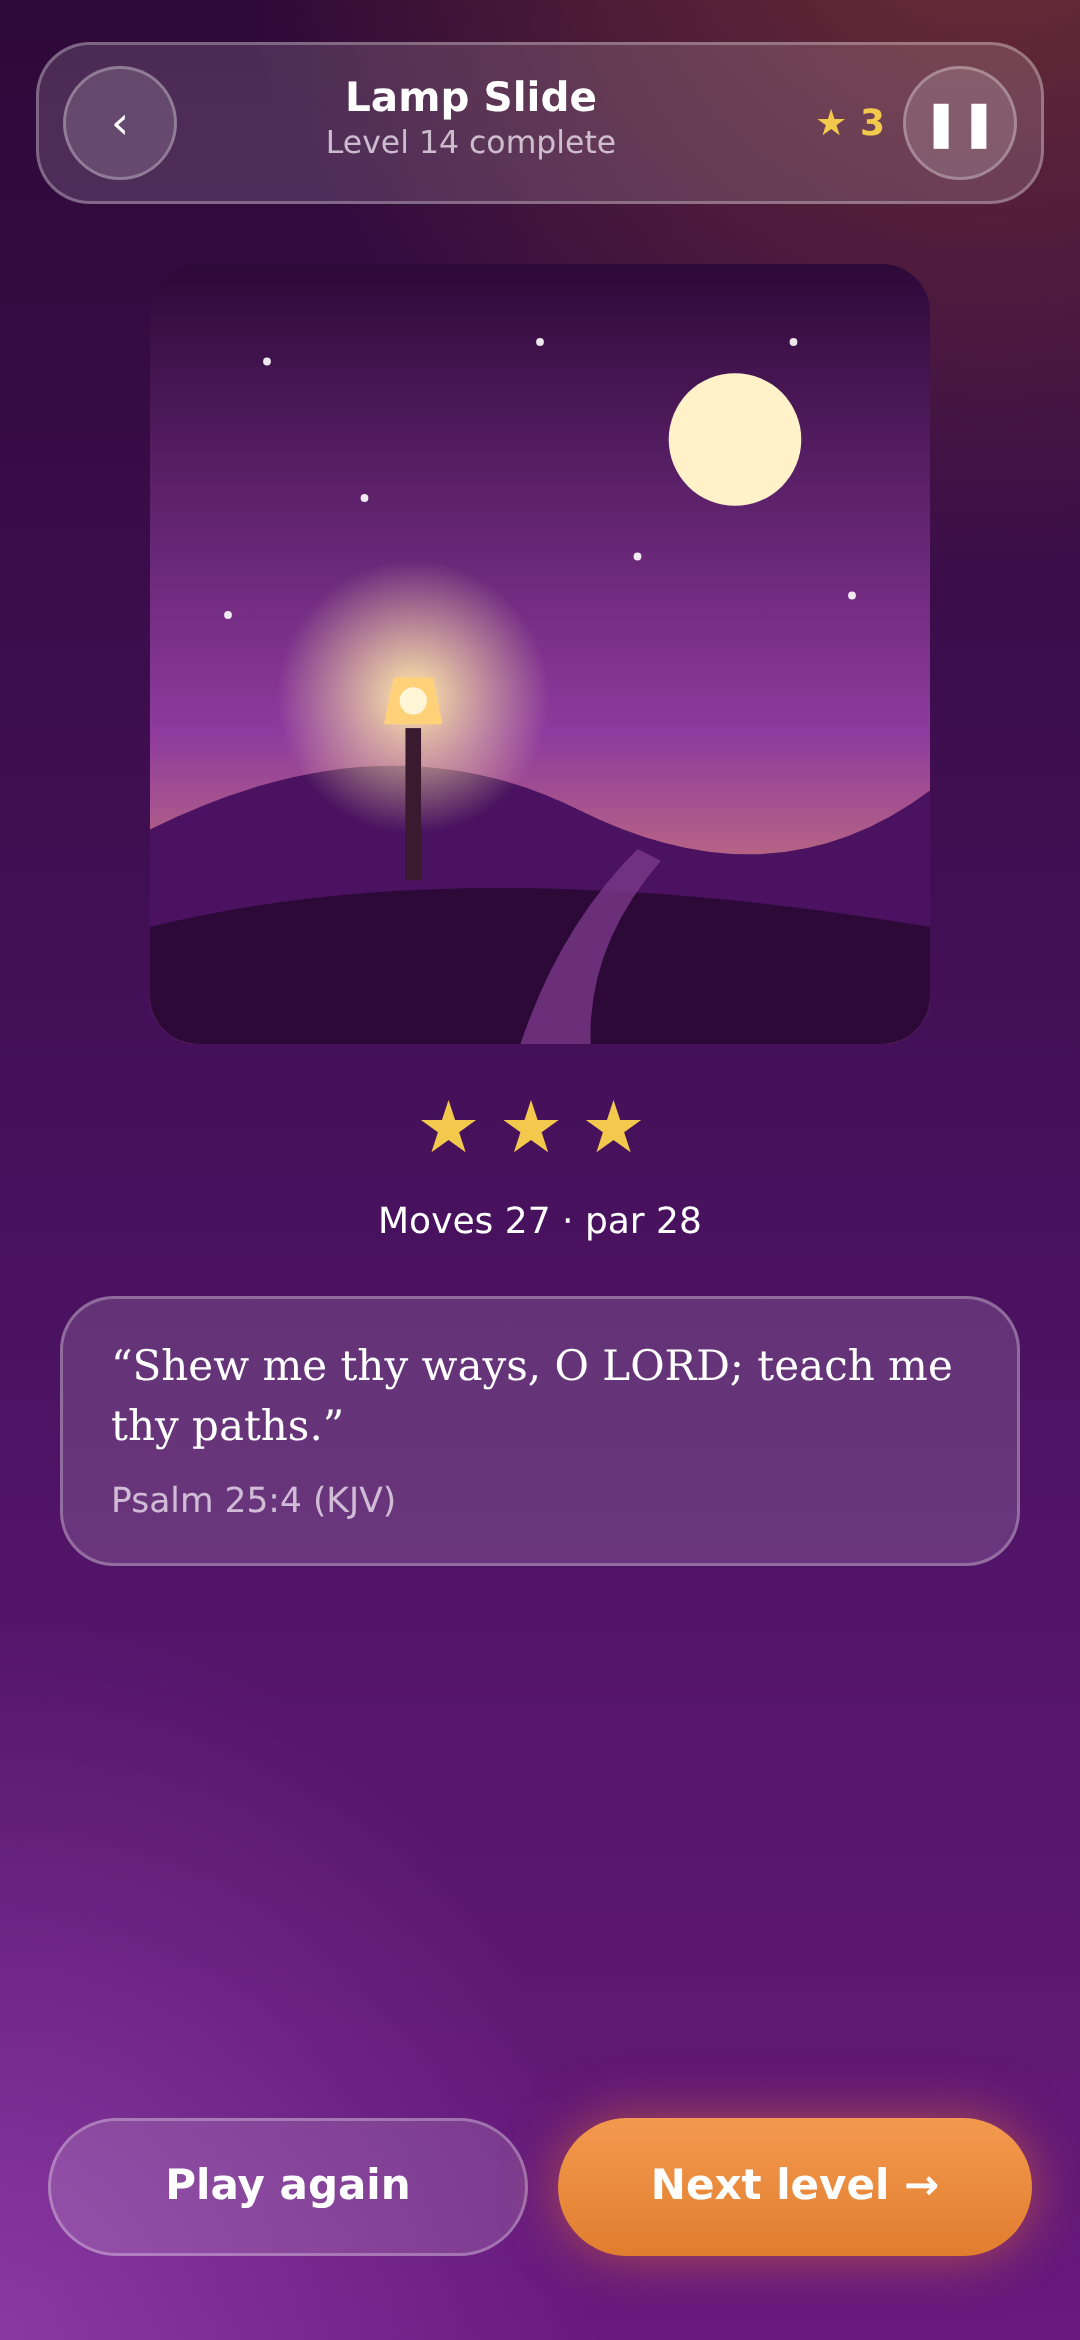 ‹
Lamp Slide
Level 14 complete
★ 3
❚❚
★ ★ ★
Moves 27 · par 28
“Shew me thy ways, O LORD; teach me
thy paths.”
Psalm 25:4 (KJV)
Play again
Next level →